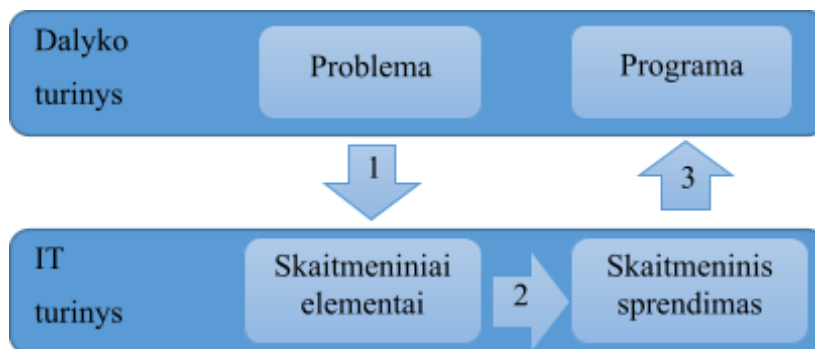 Dalyko
turinys
Problema
Programa
1
3
IT
turinys
Skaitmeniniai
elementai
2
Skaitmeninis
sprendimas